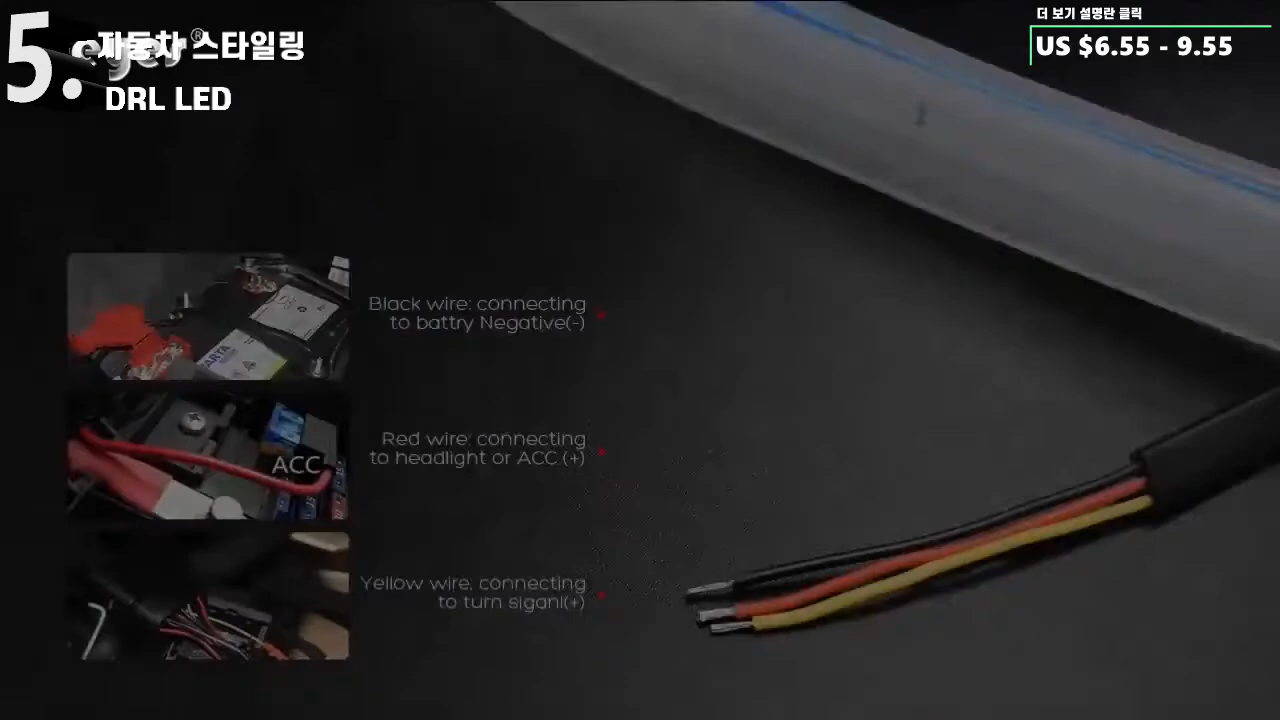 5.
자동차 스타일링
DRL LED
더 보기 설명란 클릭
US $6.55 - 9.55
Black wire: connecting
to battry Negative(-)
Red wire: connecting
to headlight or ACC (+)
ACC
Yellow wire, connecting
to turn siganl(+)